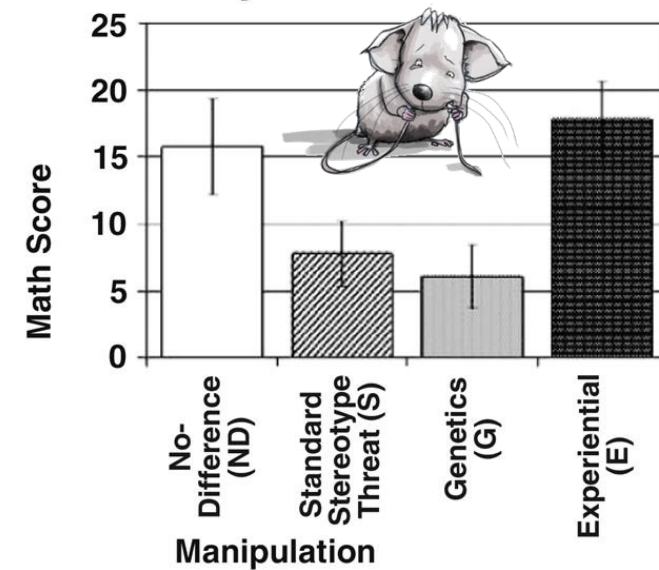 25
20
15
10
5
0
Math Score
No-
Difference
(ND)
Standard
Stereotype
Threat (S)
Genetics
(G)
Experiential
(E)
Manipulation